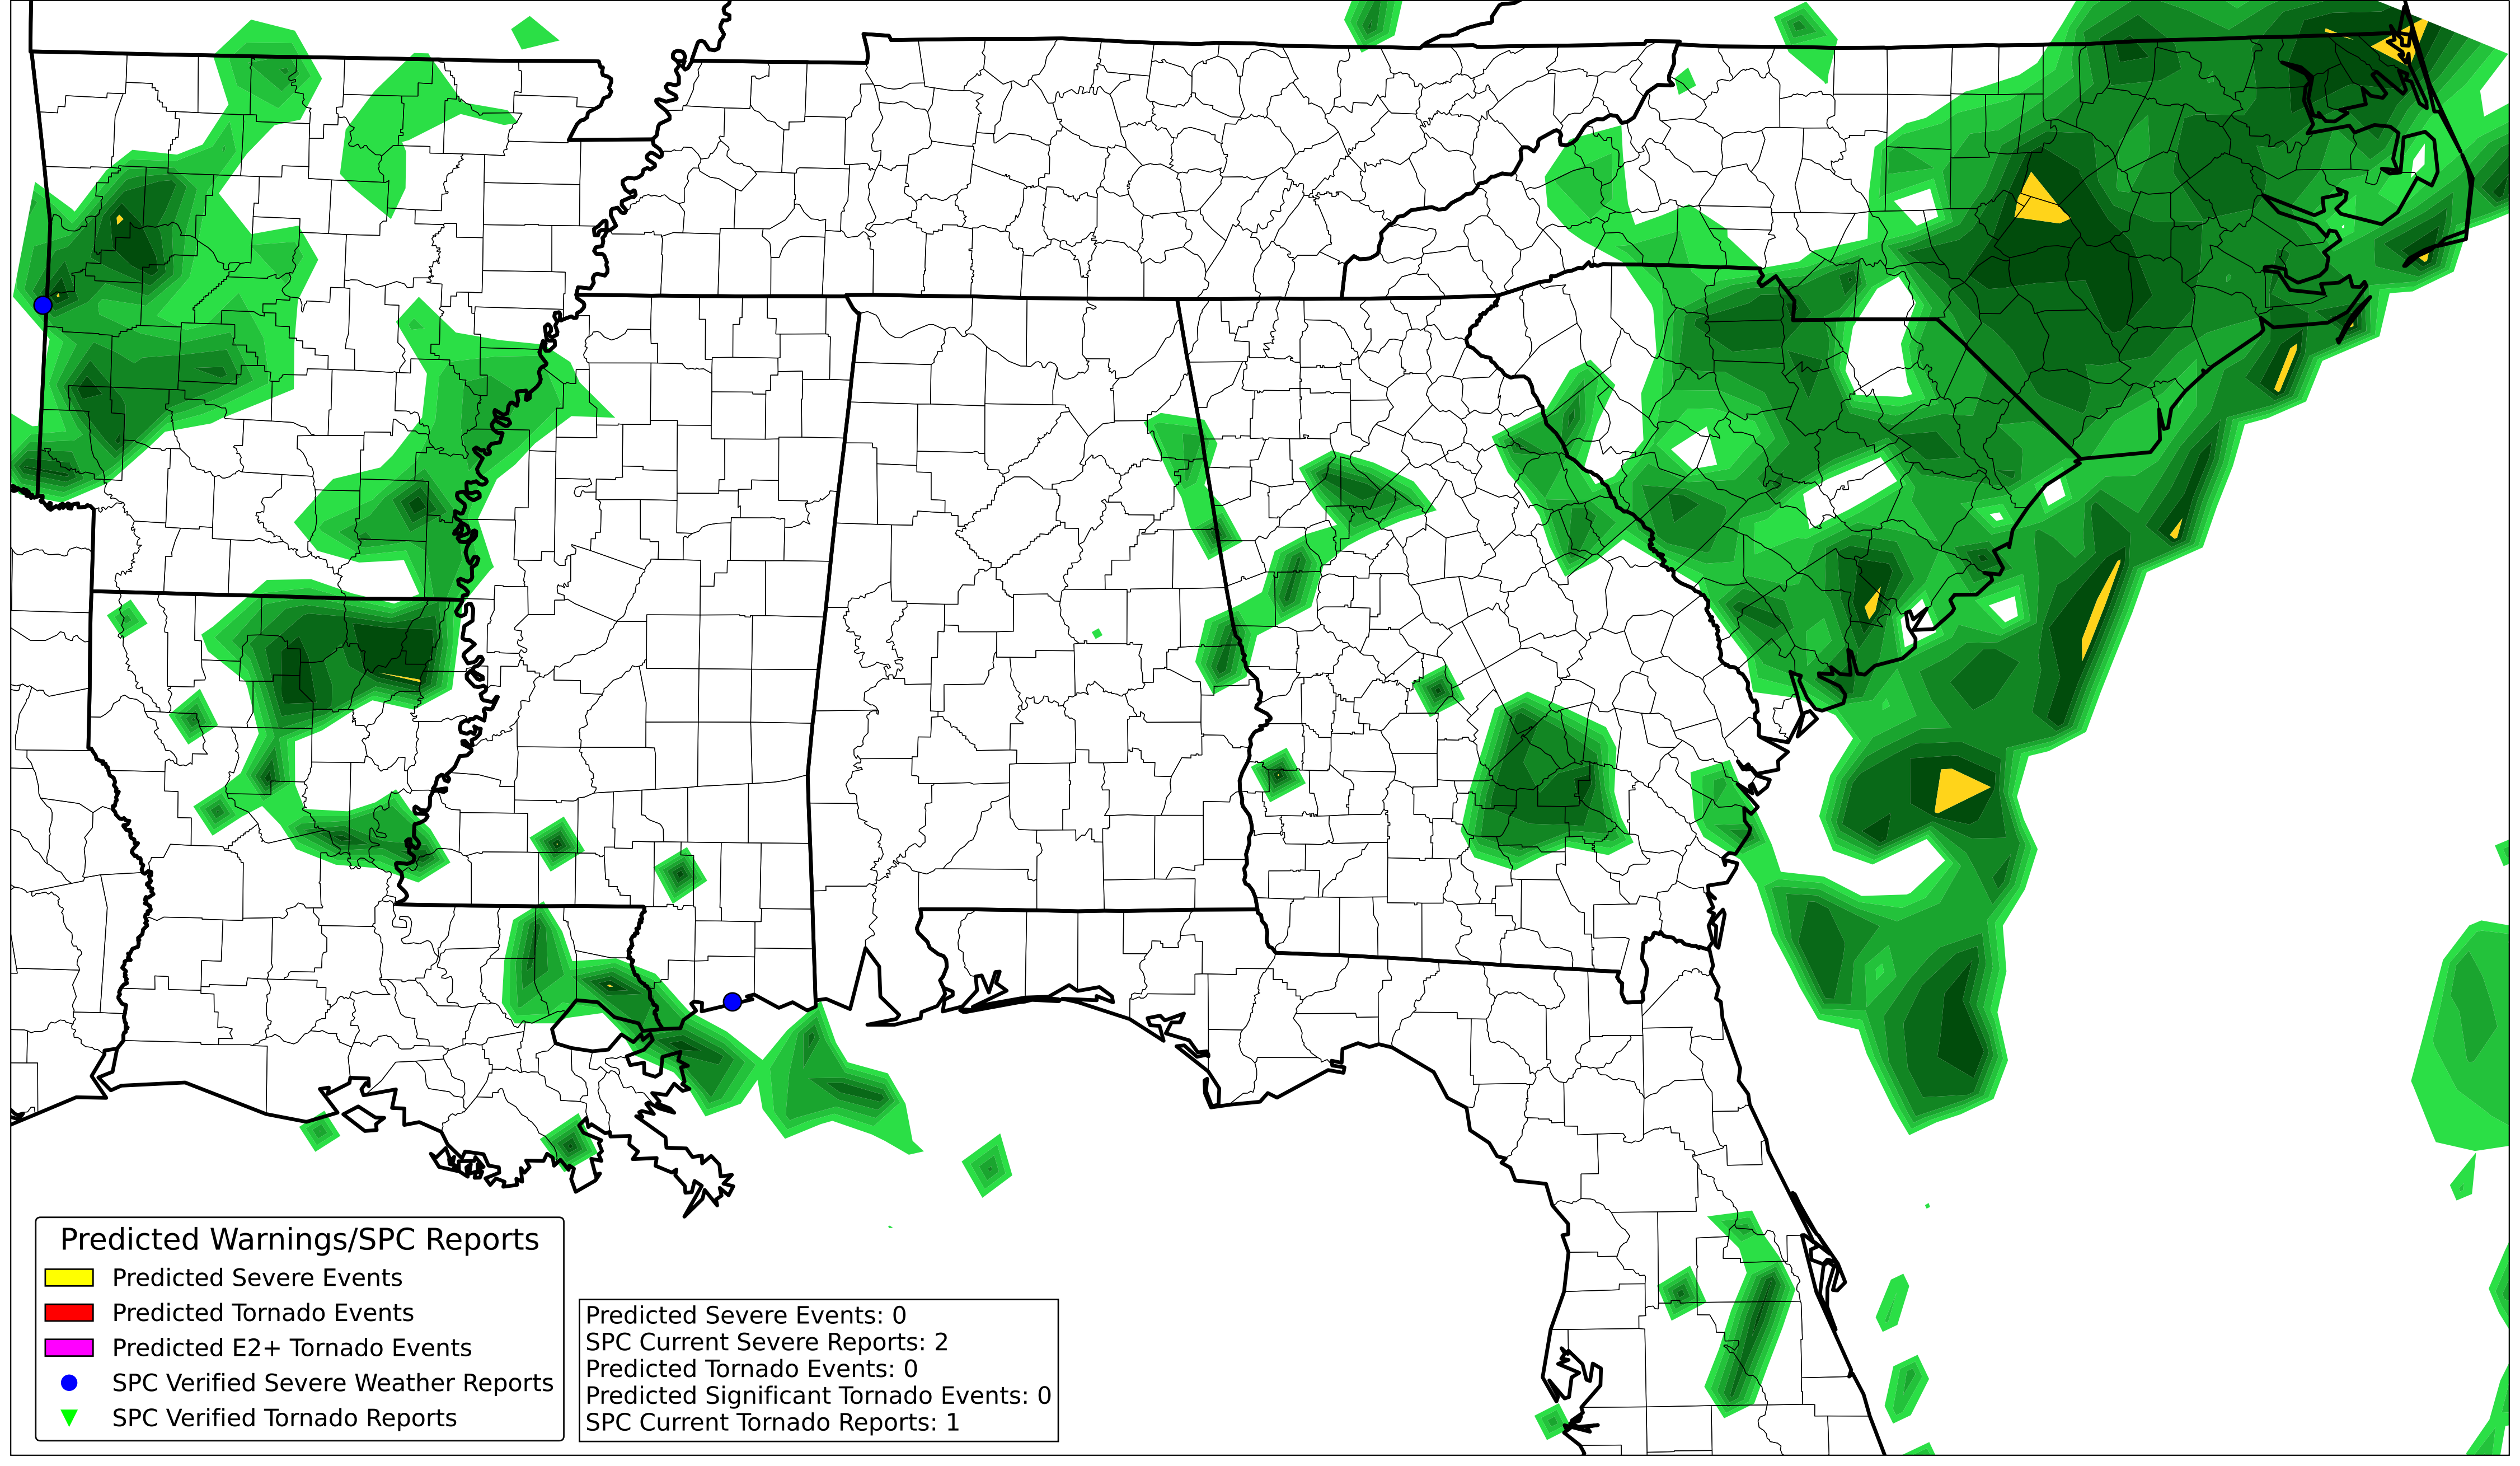 Predicted Warnings/SPC Reports
Predicted Severe Events
Predicted Tornado Events
Predicted E2+ Tornado Events
SPC Verified Severe Weather Reports
SPC Verified Tornado Reports
Predicted Severe Events: 0
SPC Current Severe Reports: 2
Predicted Tornado Events: 0
Predicted Significant Tornado Events: 0
SPC Current Tornado Reports: 1